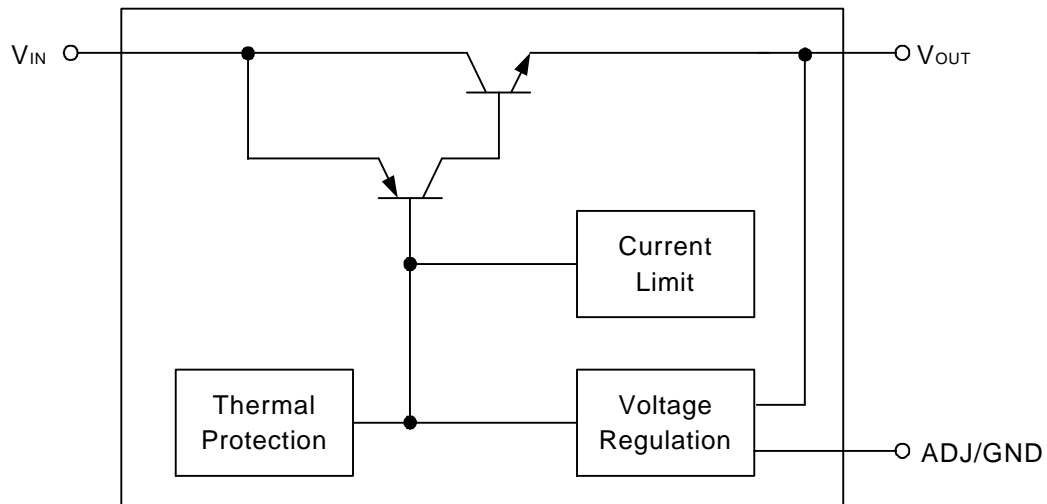 VIN
VOUT
Current
Limit
Thermal
Protection
Voltage
Regulation
ADJ/GND